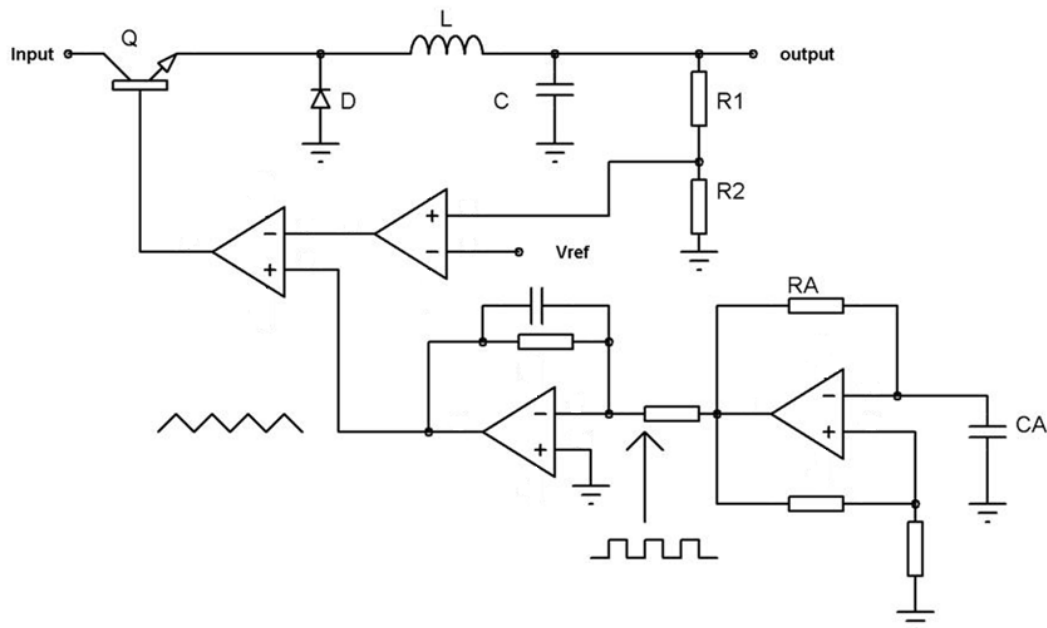 Q
L
Input
output
D
C
R1
R2
Vref
RA
CA
-
+
+
-
-
+
-
+